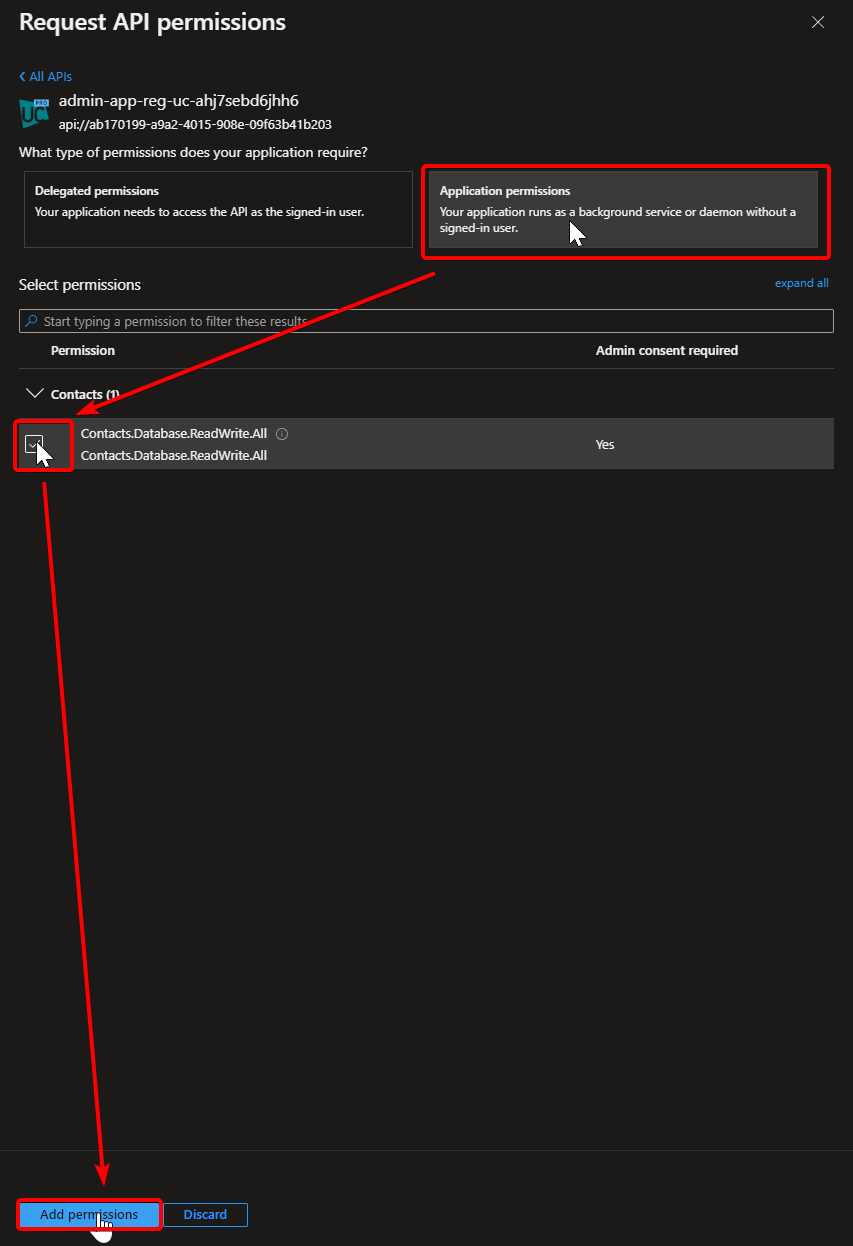 Request API permissions
All APIs
PRO
UC
admin-app-reg-uc-ahj7sebd6jhh6
api://ab170199-a9a2-4015-908e-09f63b41b203
What type of permissions does your application require?
Delegated permissions
Your application needs to access the API as the signed-in user.
Application permissions
Your application runs as a background service or daemon without a
signed-in user.
Select permissions
expand all
Start typing a permission to filter these results
Permission
Admin consent required
Contacts (1)
Contacts.Database.ReadWrite.All
Contacts.Database.ReadWrite.All
Yes
Add permissions
Discard